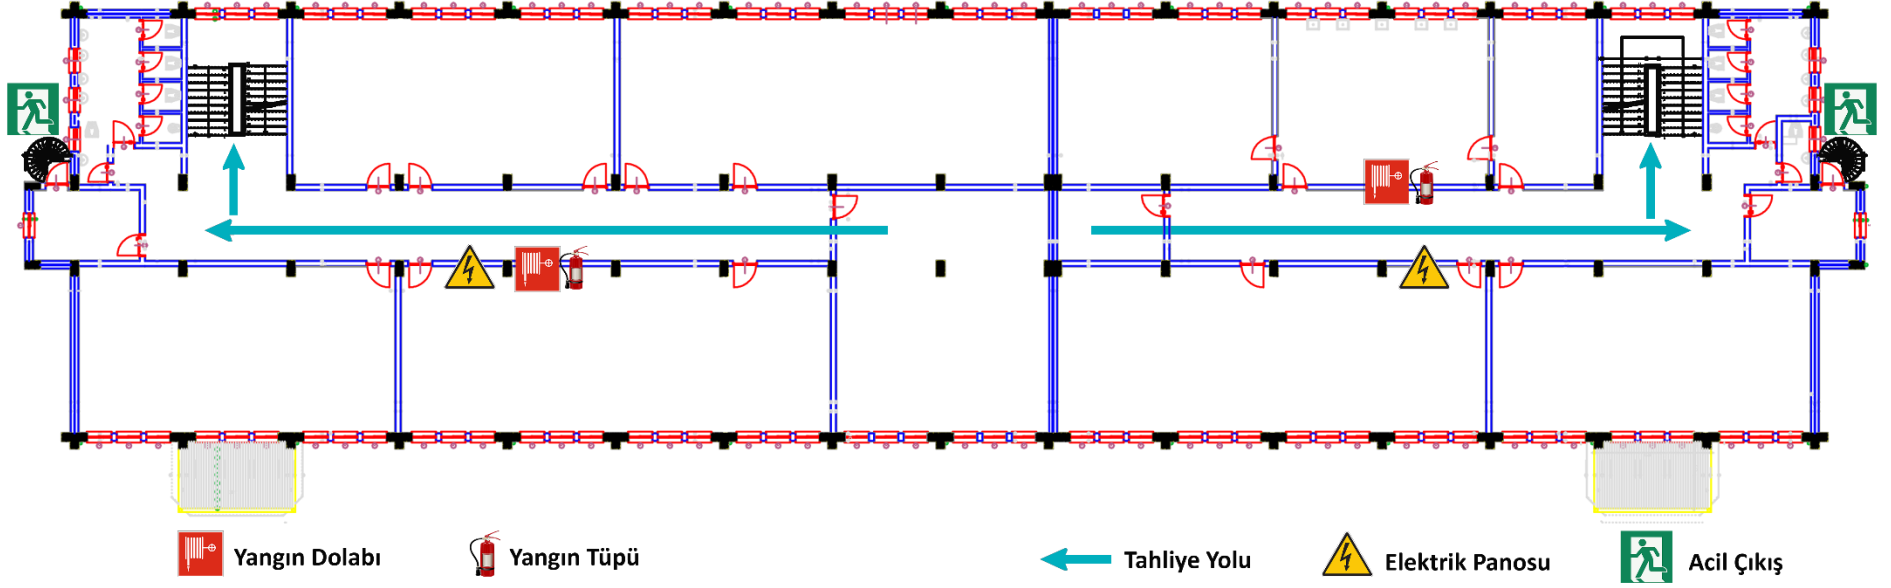 Yangın Dolabı
Yangın Tüpü
Tahliye Yolu
Elektrik Panosu
Acil Çıkış